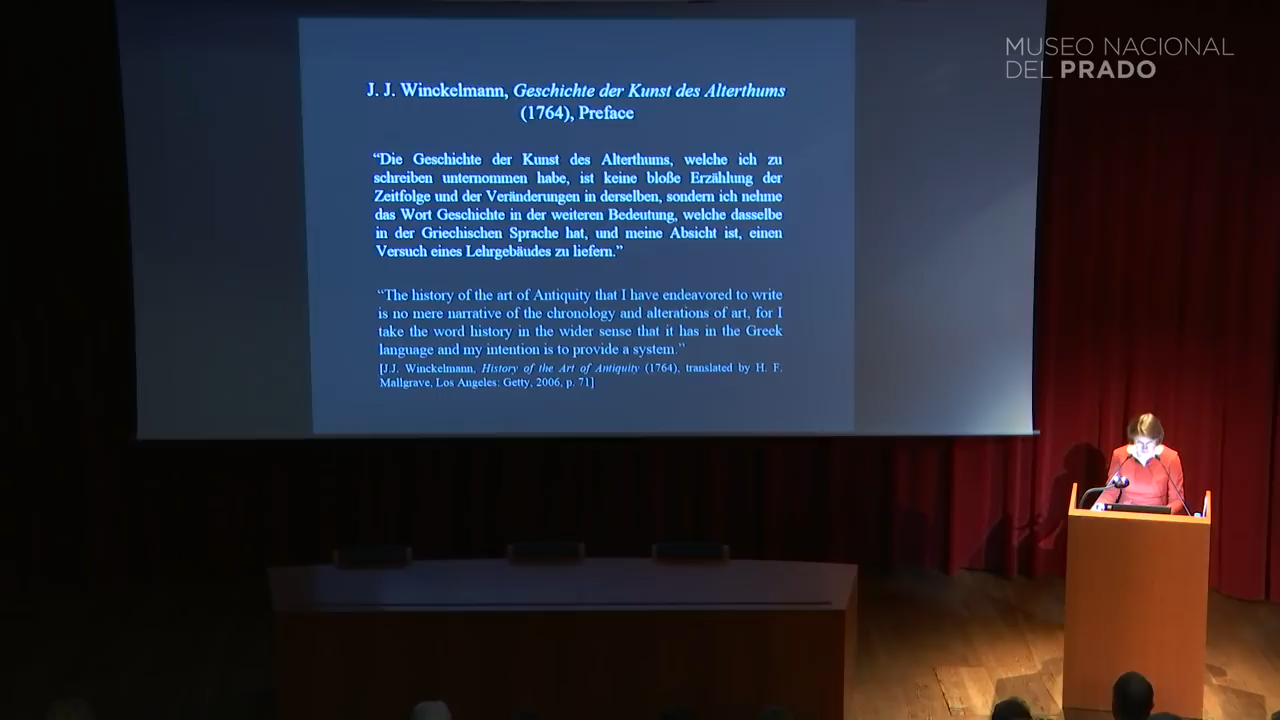 MUSEO NACIONAL
DEL PRADO
J. J. Winckelmann, Geschichte der Kunst des Alterthums
(1764), Preface
“Die Geschichte der Kunst des Alterthums, welche ich zu
schreiben unternommen habe, ist keine bloße Erzählung der
Zeitfolge und der Veränderungen in derselben, sondern ich nehme
das Wort Geschichte in der weiteren Bedeutung, welche dasselbe
in der Griechischen Sprache hat, und meine Absicht ist, einen
Versuch eines Lehrgebäudes zu liefern.”
“The history of the art of Antiquity that I have endeavored to write
is no mere narrative of the chronology and alterations of art, for I
take the word history in the wider sense that it has in the Greek
language and my intention is to provide a system.”
[J.J. Winckelmann, History of the Art of Antiquity (1764), translated by H. F.
Mallgrave, Los Angeles: Getty, 2006, p. 71]